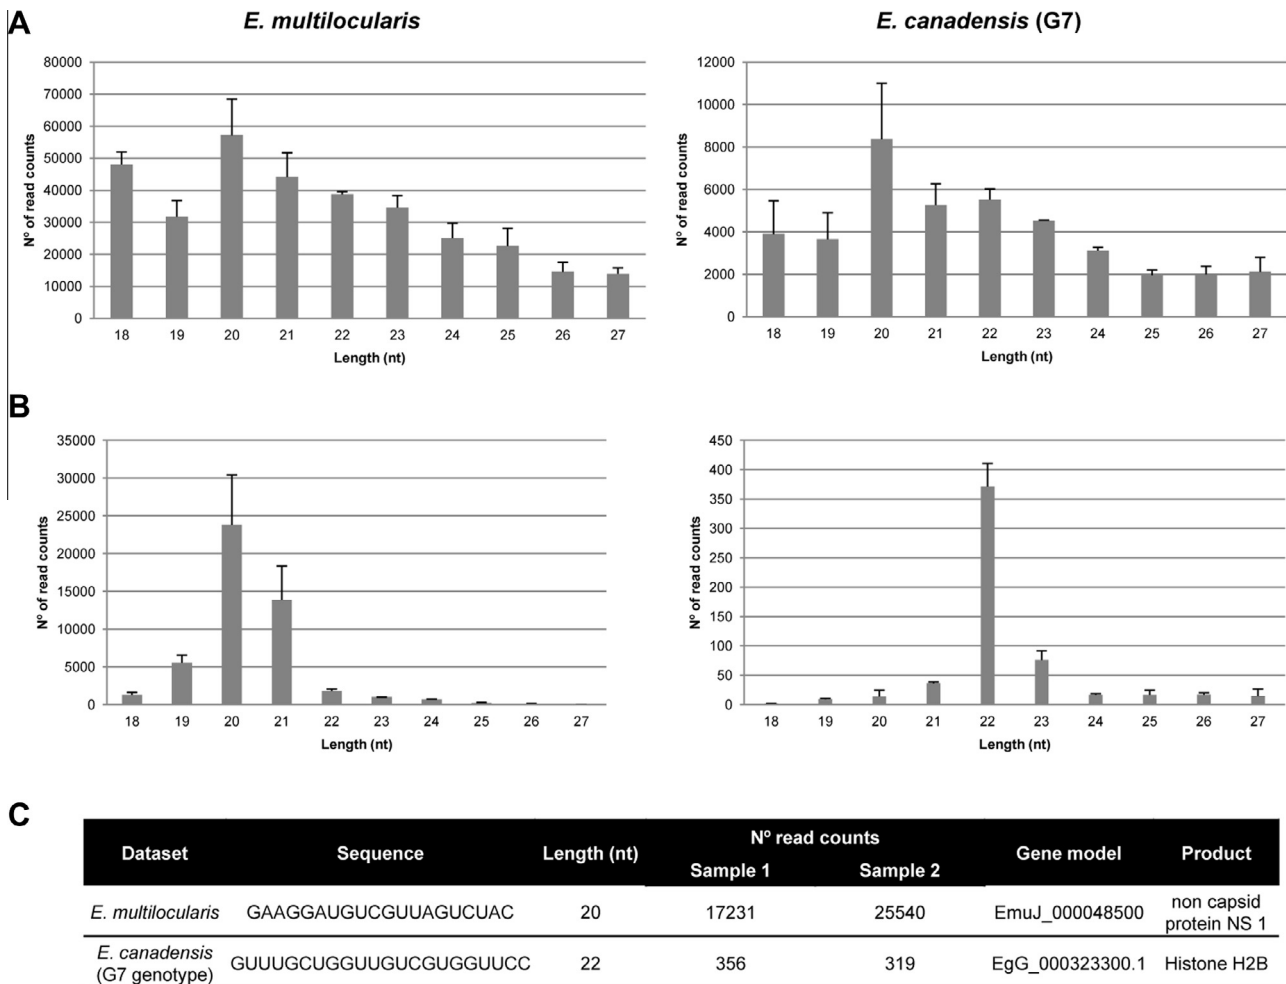 A
E. multilocularis
E. canadensis (G7)
80000
70000
60000
50000
40000
30000
20000
10000
0
Nº of read counts
18 19 20 21 22 23 24 25 26 27
Length (nt)
12000
10000
8000
6000
4000
2000
0
Nº of read counts
18 19 20 21 22 23 24 25 26 27
Length (nt)
B
35000
30000
25000
20000
15000
10000
5000
0
Nº of read counts
18 19 20 21 22 23 24 25 26 27
Length (nt)
450
400
350
300
250
200
150
100
50
0
Nº of read counts
18 19 20 21 22 23 24 25 26 27
Length (nt)
C
Dataset Sequence Length (nt) Nº read counts Gene model Product
Sample 1 Sample 2
E. multilocularis GAAGGAUGUCGUUAGUCUAC 20 17231 25540 EmuJ_000048500 non capsid
protein NS 1
E. canadensis
(G7 genotype) GUUUGCUGGUUGUCGUGGUUCC 22 356 319 EgG_000323300.1 Histone H2B